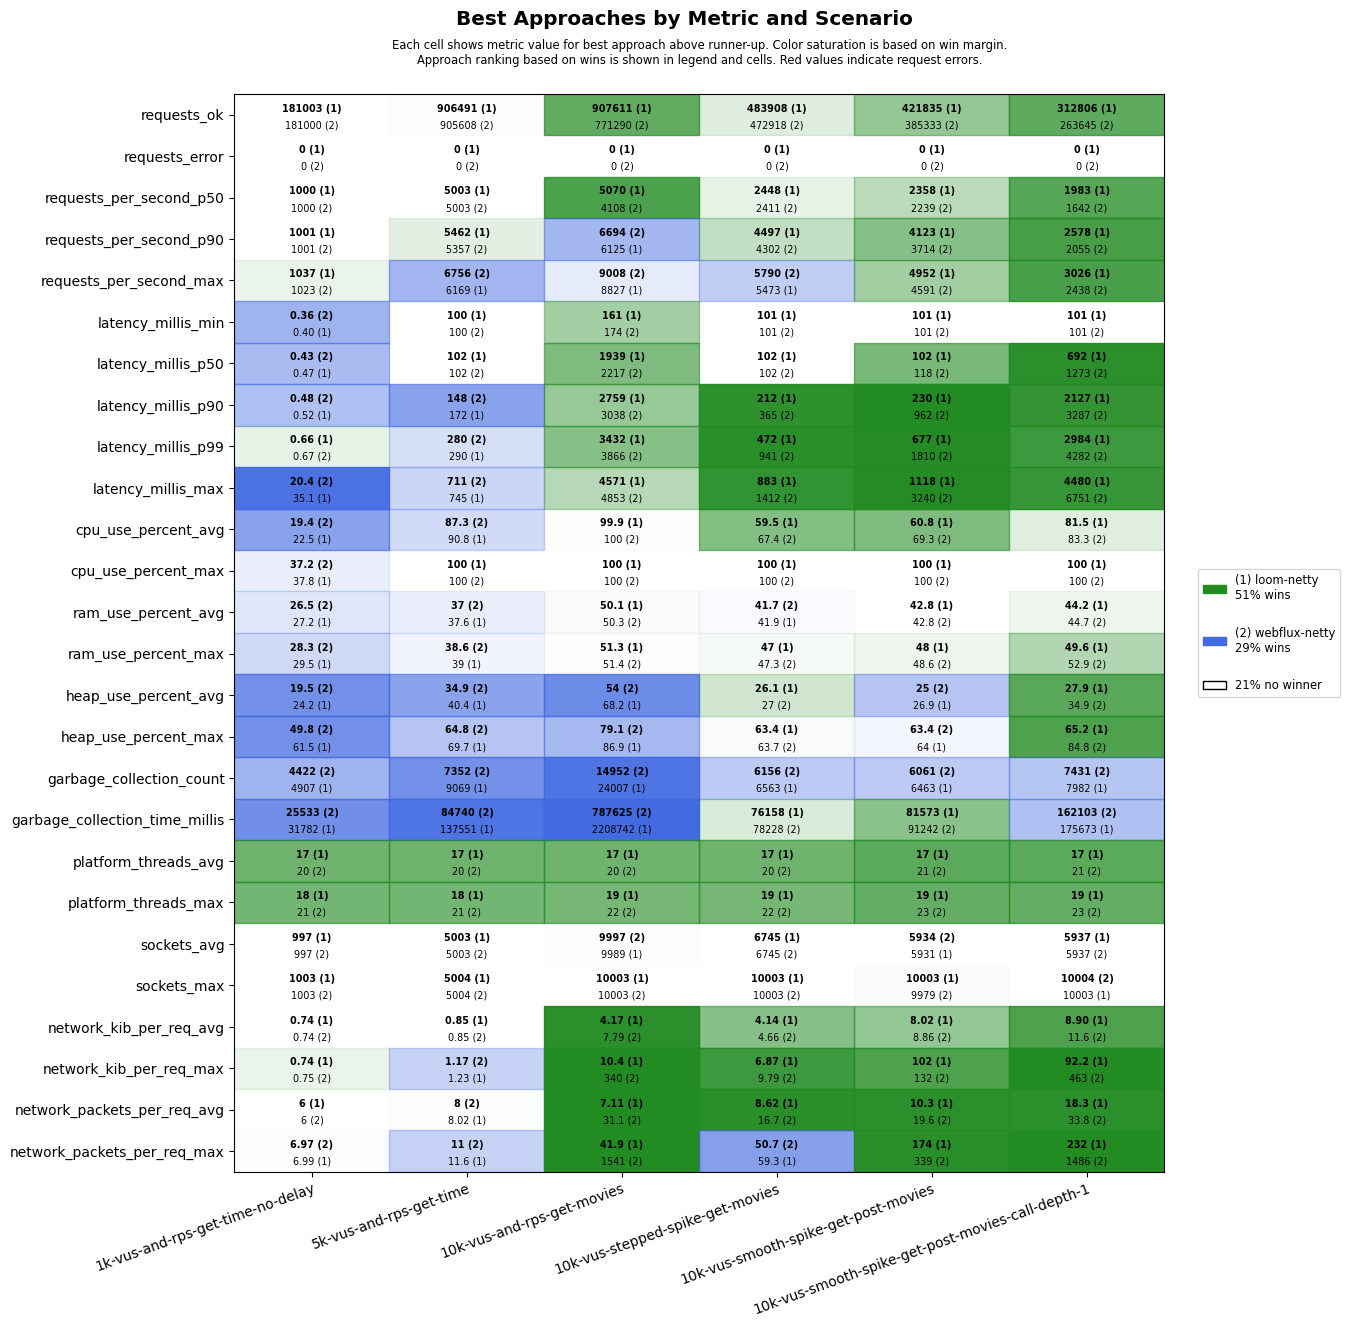 Best Approaches by Metric and Scenario
Each cell shows metric value for best approach above runner-up. Color saturation is based on win margin.
Approach ranking based on wins is shown in legend and cells. Red values indicate request errors.
requests_ok
181003 (1) 906491 (1) 907611 (1) 483908 (1) 421835 (1) 312806 (1)
181000 (2) 905608 (2) 771290 (2) 472918 (2) 385333 (2) 263645 (2)
requests_error
0 (1) 0 (1) 0 (1) 0 (1) 0 (1) 0 (1)
0 (2) 0 (2) 0 (2) 0 (2) 0 (2) 0 (2)
requests_per_second_p50
1000 (1) 5003 (1) 5070 (1) 2448 (1) 2358 (1) 1983 (1)
1000 (2) 5003 (2) 4108 (2) 2411 (2) 2239 (2) 1642 (2)
requests_per_second_p90
1001 (1) 5462 (1) 6694 (2) 4497 (1) 4123 (1) 2578 (1)
1001 (2) 5357 (2) 6125 (1) 4302 (2) 3714 (2) 2055 (2)
requests_per_second_max
1037 (1) 6756 (2) 9008 (2) 5790 (2) 4952 (1) 3026 (1)
1023 (2) 6169 (1) 8827 (1) 5473 (1) 4591 (2) 2438 (2)
latency_millis_min
0.36 (2) 100 (1) 161 (1) 101 (1) 101 (1) 101 (1)
0.40 (1) 100 (2) 174 (2) 101 (2) 101 (2) 101 (2)
latency_millis_p50
0.43 (2) 102 (1) 1939 (1) 102 (1) 102 (1) 692 (1)
0.47 (1) 102 (2) 2217 (2) 102 (2) 118 (2) 1273 (2)
latency_millis_p90
0.48 (2) 148 (2) 2759 (1) 212 (1) 230 (1) 2127 (1)
0.52 (1) 172 (1) 3038 (2) 365 (2) 962 (2) 3287 (2)
latency_millis_p99
0.66 (1) 280 (2) 3432 (1) 472 (1) 677 (1) 2984 (1)
0.67 (2) 290 (1) 3866 (2) 941 (2) 1810 (2) 4282 (2)
latency_millis_max
20.4 (2) 711 (2) 4571 (1) 883 (1) 1118 (1) 4480 (1)
35.1 (1) 745 (1) 4853 (2) 1412 (2) 3240 (2) 6751 (2)
cpu_use_percent_avg
19.4 (2) 87.3 (2) 99.9 (1) 59.5 (1) 60.8 (1) 81.5 (1)
22.5 (1) 90.8 (1) 100 (2) 67.4 (2) 69.3 (2) 83.3 (2)
cpu_use_percent_max
37.2 (2) 100 (1) 100 (1) 100 (1) 100 (1) 100 (1)
37.8 (1) 100 (2) 100 (2) 100 (2) 100 (2) 100 (2)
ram_use_percent_avg
26.5 (2) 37 (2) 50.1 (1) 41.7 (2) 42.8 (1) 44.2 (1)
27.2 (1) 37.6 (1) 50.3 (2) 41.9 (1) 42.8 (2) 44.7 (2)
ram_use_percent_max
28.3 (2) 38.6 (2) 51.3 (1) 47 (1) 48 (1) 49.6 (1)
29.5 (1) 39 (1) 51.4 (2) 47.3 (2) 48.6 (2) 52.9 (2)
heap_use_percent_avg
19.5 (2) 34.9 (2) 54 (2) 26.1 (1) 25 (2) 27.9 (1)
24.2 (1) 40.4 (1) 68.2 (1) 27 (2) 26.9 (1) 34.9 (2)
heap_use_percent_max
49.8 (2) 64.8 (2) 79.1 (2) 63.4 (1) 63.4 (2) 65.2 (1)
61.5 (1) 69.7 (1) 86.9 (1) 63.7 (2) 64 (1) 84.8 (2)
garbage_collection_count
4422 (2) 7352 (2) 14952 (2) 6156 (2) 6061 (2) 7431 (2)
4907 (1) 9069 (1) 24007 (1) 6563 (1) 6463 (1) 7982 (1)
garbage_collection_time_millis
25533 (2) 84740 (2) 787625 (2) 76158 (1) 81573 (1) 162103 (2)
31782 (1) 137551 (1) 2208742 (1) 78228 (2) 91242 (2) 175673 (1)
platform_threads_avg
17 (1) 17 (1) 17 (1) 17 (1) 17 (1) 17 (1)
20 (2) 20 (2) 20 (2) 20 (2) 21 (2) 21 (2)
platform_threads_max
18 (1) 18 (1) 19 (1) 19 (1) 19 (1) 19 (1)
21 (2) 21 (2) 22 (2) 22 (2) 23 (2) 23 (2)
sockets_avg
997 (1) 5003 (1) 9997 (2) 6745 (1) 5934 (2) 5937 (1)
997 (2) 5003 (2) 9989 (1) 6745 (2) 5931 (1) 5937 (2)
sockets_max
1003 (1) 5004 (1) 10003 (1) 10003 (1) 10003 (1) 10004 (2)
1003 (2) 5004 (2) 10003 (2) 10003 (2) 9979 (2) 10003 (1)
network_kib_per_req_avg
0.74 (1) 0.85 (1) 4.17 (1) 4.14 (1) 8.02 (1) 8.90 (1)
0.74 (2) 0.85 (2) 7.79 (2) 4.66 (2) 8.86 (2) 11.6 (2)
network_kib_per_req_max
0.74 (1) 1.17 (2) 10.4 (1) 6.87 (1) 102 (1) 92.2 (1)
0.75 (2) 1.23 (1) 340 (2) 9.79 (2) 132 (2) 463 (2)
network_packets_per_req_avg
6 (1) 8 (2) 7.11 (1) 8.62 (1) 10.3 (1) 18.3 (1)
6 (2) 8.02 (1) 31.1 (2) 16.7 (2) 19.6 (2) 33.8 (2)
network_packets_per_req_max
6.97 (2) 11 (2) 41.9 (1) 50.7 (2) 174 (1) 232 (1)
6.99 (1) 11.6 (1) 1541 (2) 59.3 (1) 339 (2) 1486 (2)
1k-vus-and-rps-get-time-no-delay
5k-vus-and-rps-get-time
10k-vus-and-rps-get-movies
10k-vus-stepped-spike-get-movies
10k-vus-smooth-spike-get-post-movies
10k-vus-smooth-spike-get-post-movies-call-depth-1
(1) loom-netty
51% wins
(2) webflux-netty
29% wins
21% no winner